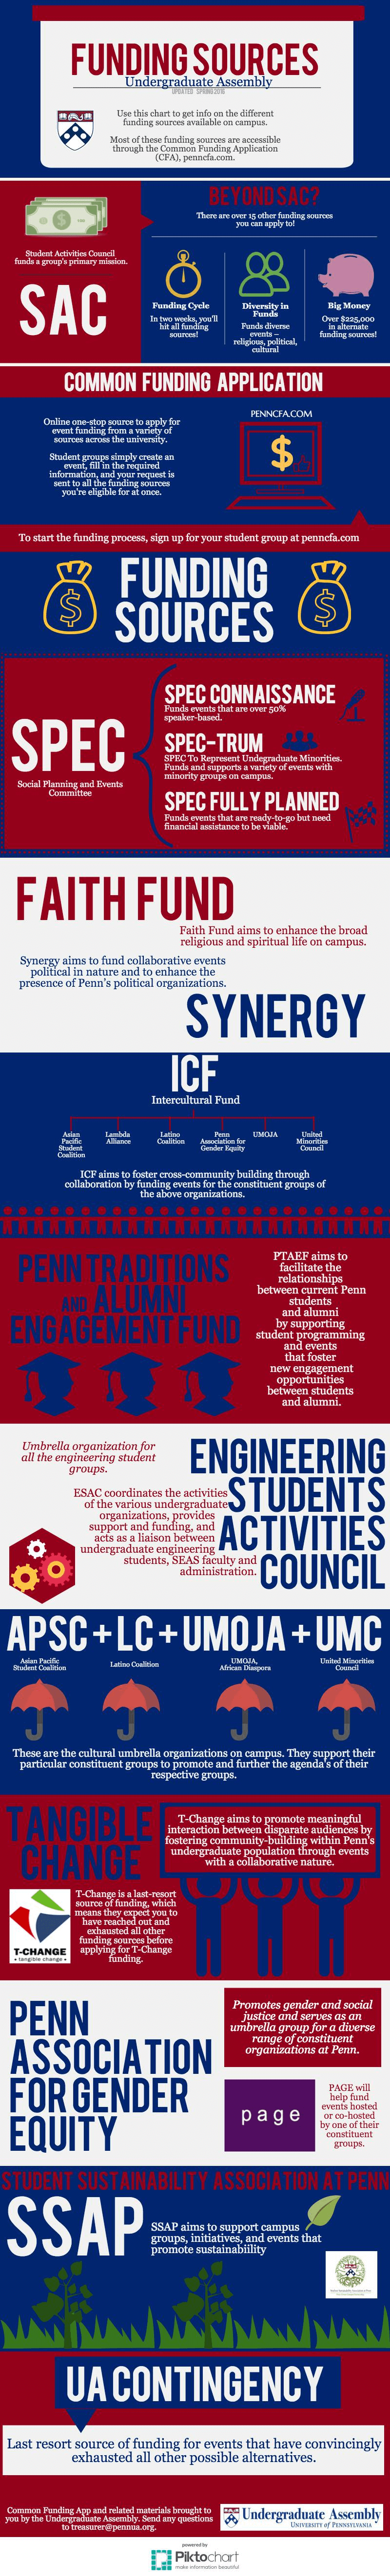 FUNDING SOURCES
Undergraduate Assembly
UPDATED SPRING 2016
Use this chart to get info on the different
funding sources available on campus.
Most of these funding sources are accessible
through the Common Funding Application
(CFA), penncfa.com.
Student Activities Council
funds a group's primary mission.
SAC
BEYOND SAC?
There are over 15 other funding sources
you can apply to!
Funding Cycle
In two weeks, you'll
hit all funding
sources!
Diversity in
Funds
Funds diverse
events –
religious, political,
cultural
Big Money
Over $225,000
in alternate
funding sources!
COMMON FUNDING APPLICATION
Online one-stop source to apply for
event funding from a variety of
sources across the university.
Student groups simply create an
event, fill in the required
information, and your request is
sent to all the funding sources
you're eligible for at once.
PENNCFA.COM
$
To start the funding process, sign up for your student group at penncfa.com
FUNDING
SOURCES
$
$
SPEC
Social Planning and Events
Committee
SPEC CONNAISSANCE
Funds events that are over 50%
speaker-based.
SPEC-TRUM
SPEC To Represent Undergraduate Minorities.
Funds and supports a variety of events with
minority groups on campus.
SPEC FULLY PLANNED
Funds events that are ready-to-go but need
financial assistance to be viable.
FAITH FUND
Faith Fund aims to enhance the broad
religious and spiritual life on campus.
Synergy aims to fund collaborative events
political in nature and to enhance the
presence of Penn's political organizations.
SYNERGY
ICF
Intercultural Fund
Asian
Pacific
Student
Coalition
Lambda
Alliance
Latino
Coalition
Penn
Association for
Gender Equity
UMOJA
United
Minorities
Council
ICF aims to foster cross-community building through
collaboration by funding events for the constituent groups of
the above organizations.
PENN TRADITIONS
AND ALUMNI
ENGAGEMENT FUND
PTAEF aims to
facilitate the
relationships
between current Penn
students
and alumni
by supporting
student programming
and events
that foster
new engagement
opportunities
between students
and alumni.
Umbrella organization for
all the engineering student
groups.
ENGINEERING
STUDENTS
ACTIVITIES
COUNCIL
ESAC coordinates the activities
of the various undergraduate
organizations, provides
support and funding, and
acts as a liaison between
undergraduate engineering
students, SEAS faculty and
administration.
APSC + LC + UMOJA + UMC
Asian Pacific
Student Coalition
Latino Coalition
UMOJA,
African Diaspora
United Minorities
Council
These are the cultural umbrella organizations on campus. They support their
particular constituent groups to promote and further the agenda's of their
respective groups.
TANGIBLE
CHANGE
T-Change aims to promote meaningful
interaction between disparate audiences by
fostering community-building within Penn's
undergraduate population through events
with a collaborative nature.
T-CHANGE
• tangible change •
T-Change is a last-resort
source of funding, which
means they expect you to
have reached out and
exhausted all other
funding sources before
applying for T-Change
funding.
PENN
ASSOCIATION
FOR GENDER
EQUITY
Promotes gender and social
justice and serves as an
umbrella group for a diverse
range of constituent
organizations at Penn.
page
PAGE will
help fund
events hosted
or co-hosted
by one of their
constituent
groups.
STUDENT SUSTAINABILITY ASSOCIATION AT PENN
SSAP
SSAP aims to support campus
groups, initiatives, and events that
promote sustainability
UA CONTINGENCY
Last resort source of funding for events that have convincingly
exhausted all other possible alternatives.
Common Funding App and related materials brought to
you by the Undergraduate Assembly. Send any questions
to treasurer@pennua.org.
Undergraduate Assembly
UNIVERSITY of PENNSYLVANIA
powered by
Piktochart
make information beautiful